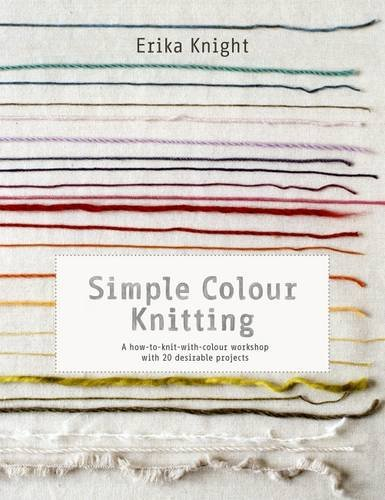 Erika Knight
Simple Colour
Knitting
A how-to-knit-with-colour workshop
with 20 desirable projects